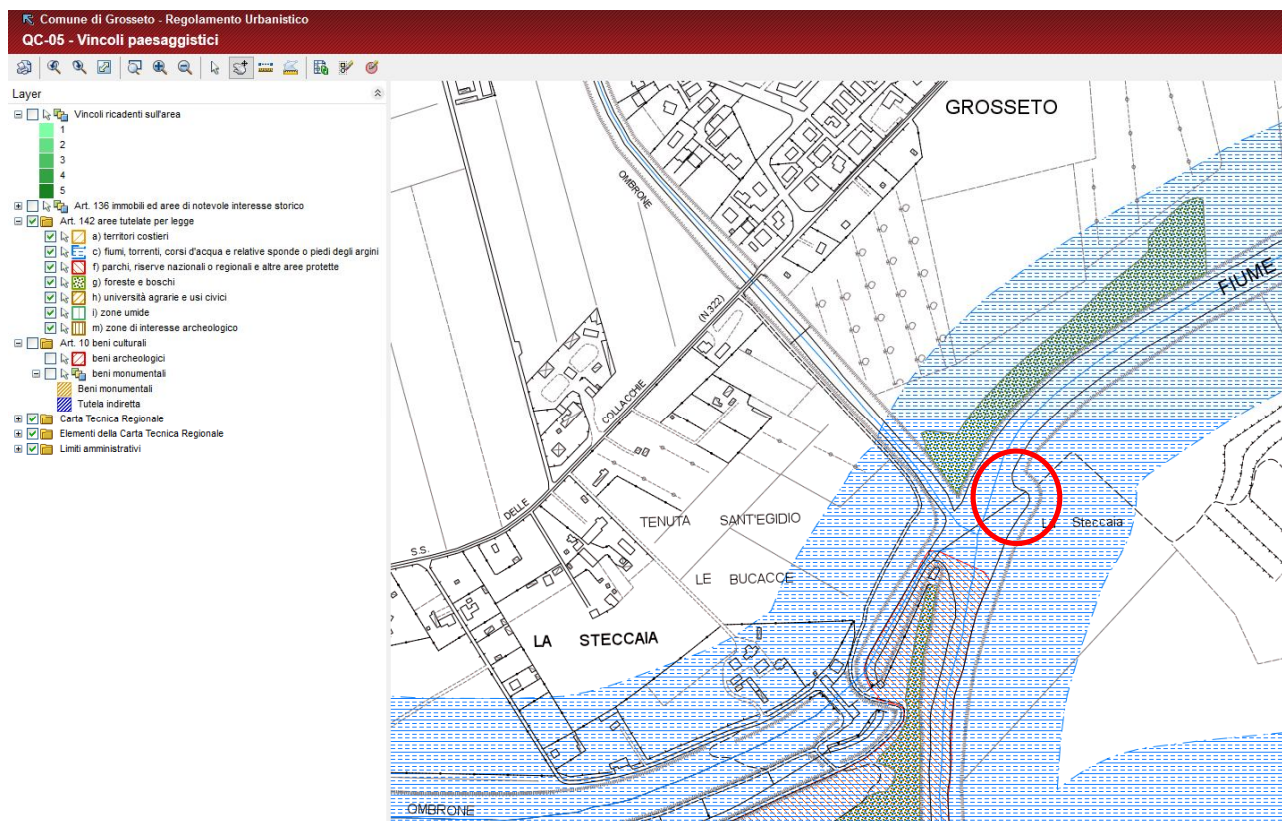 Comune di Grosseto - Regolamento Urbanistico
QC-05 - Vincoli paesaggistici
Layer
Vincoli ricadenti sull'area
1
2
3
4
5
Art. 136 immobili ed aree di notevole interesse storico
Art. 142 aree tutelate per legge
a) territori costieri
c) fiumi, torrenti, corsi d'acqua e relative sponde o piedi degli argini
f) parchi, riserve nazionali o regionali e altre aree protette
g) foreste e boschi
h) università agrarie e usi civici
i) zone umide
m) zone di interesse archeologico
Art. 10 beni culturali
beni archeologici
beni monumentali
Beni monumentali
Tutela indiretta
Carta Tecnica Regionale
Elementi della Carta Tecnica Regionale
Limiti amministrativi
GROSSETO
OMBRONE
FIUME
(N.322)
COLLACCHIE
DELLE
S.S.
TENUTA SANT'EGIDIO
LA Steccaia
LE BUCACCE
LA STECCAIA
OMBRONE